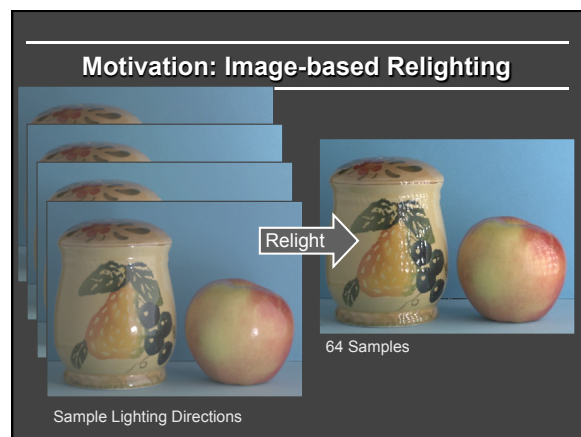 Motivation: Image-based Relighting
Relight
64 Samples
Sample Lighting Directions